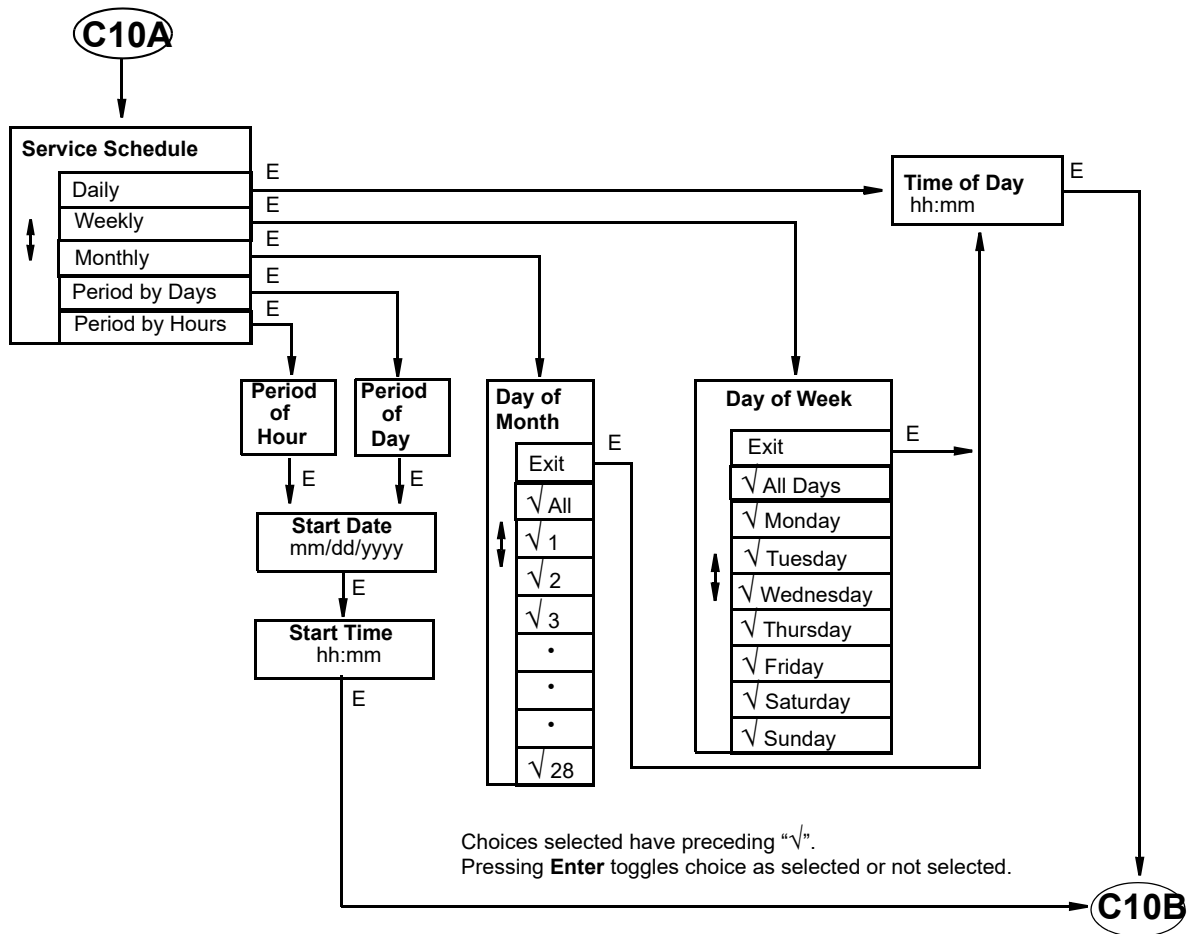 C10A
Service Schedule
Daily
Weekly
Monthly
Period by Days
Period by Hours
E
E
E
E
E
Time of Day
hh:mm
E
Period
of
Hour
E
Period
of
Day
E
Start Date
mm/dd/yyyy
E
Start Time
hh:mm
E
Day of
Month
Exit
E
√ All
√ 1
√ 2
√ 3
•
•
•
√ 28
Day of Week
Exit
E
√ All Days
√ Monday
√ Tuesday
√ Wednesday
√ Thursday
√ Friday
√ Saturday
√ Sunday
Choices selected have preceding “√”.
Pressing Enter toggles choice as selected or not selected.
C10B